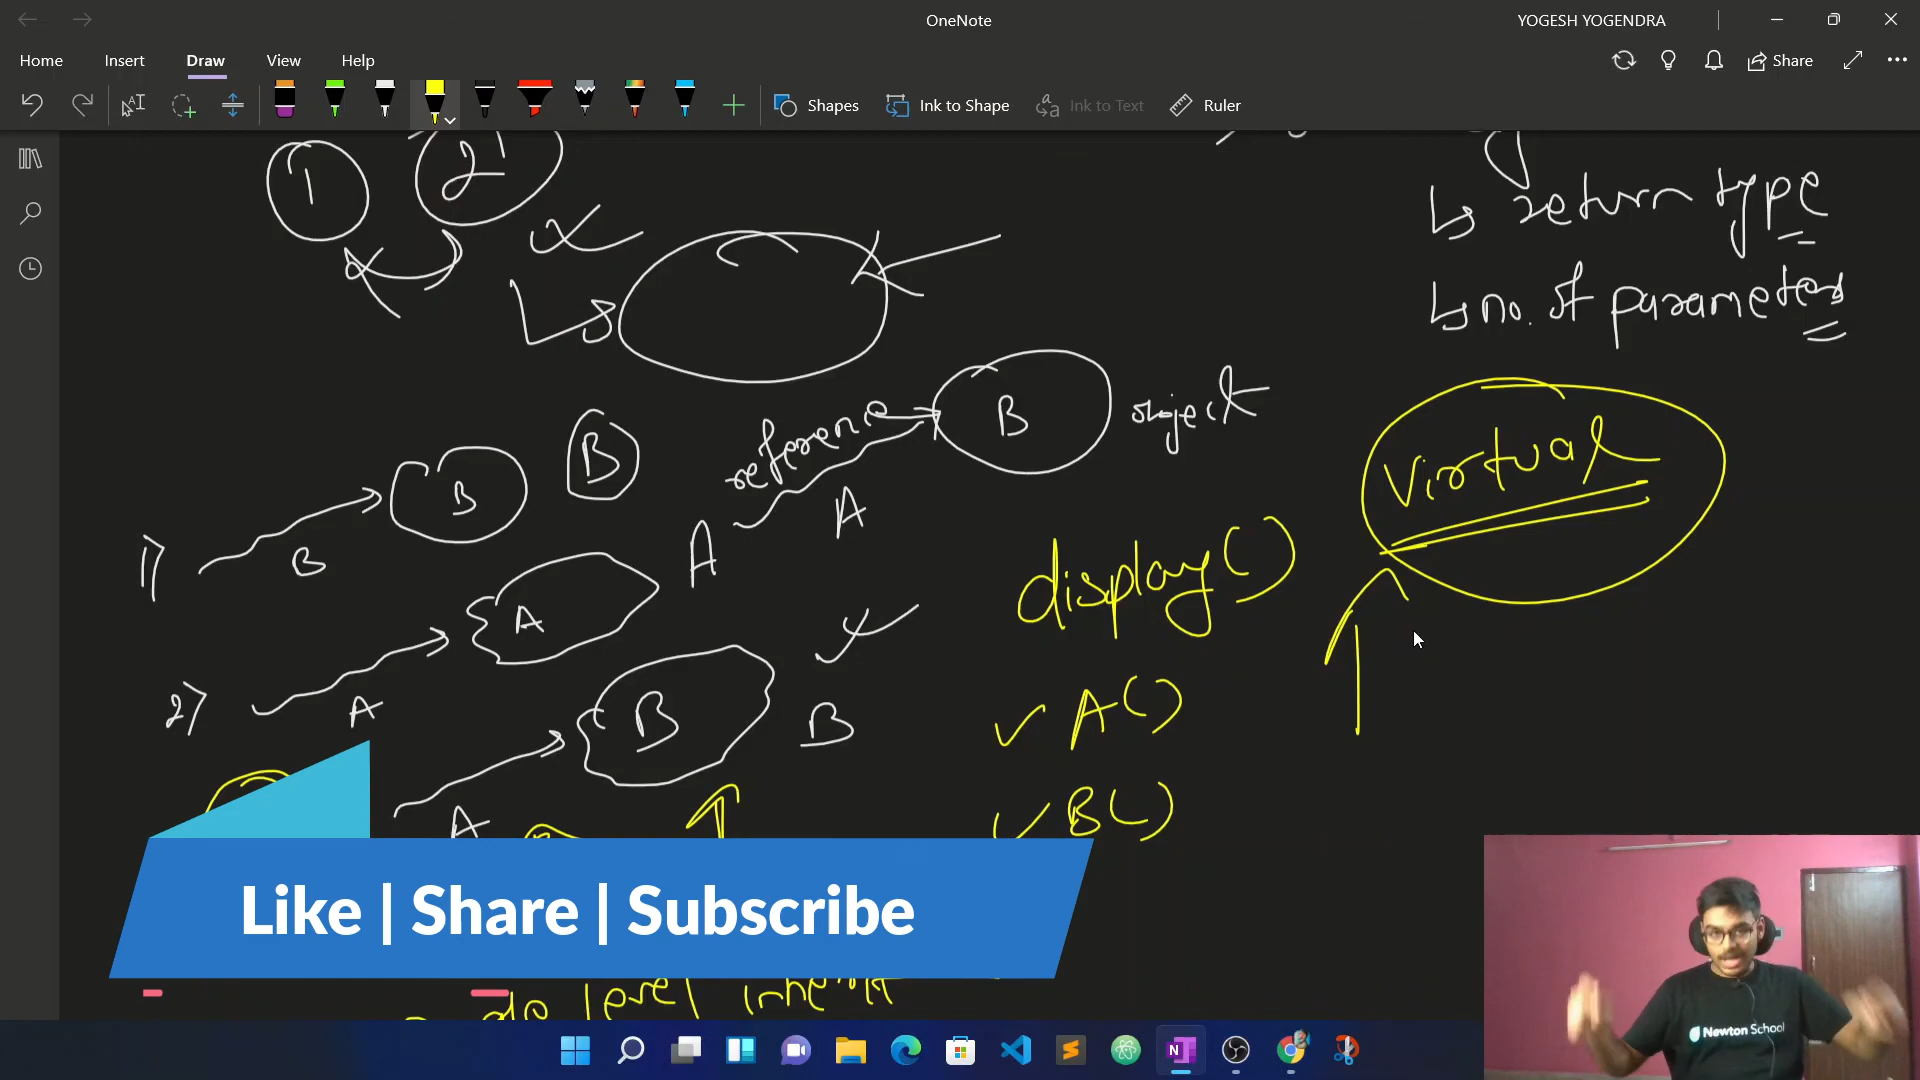 OneNote
YOGESH YOGENDRA
Home Insert Draw View Help
Share
Shapes Ink to Shape Ink to Text Ruler
1 2
↳ return type
↳ no. of parameters
reference B object
B B
A A
Virtual
1) B
display()
A
2) A
B B
✓ A()
A
✓ B()
Like | Share | Subscribe
level
Newton School